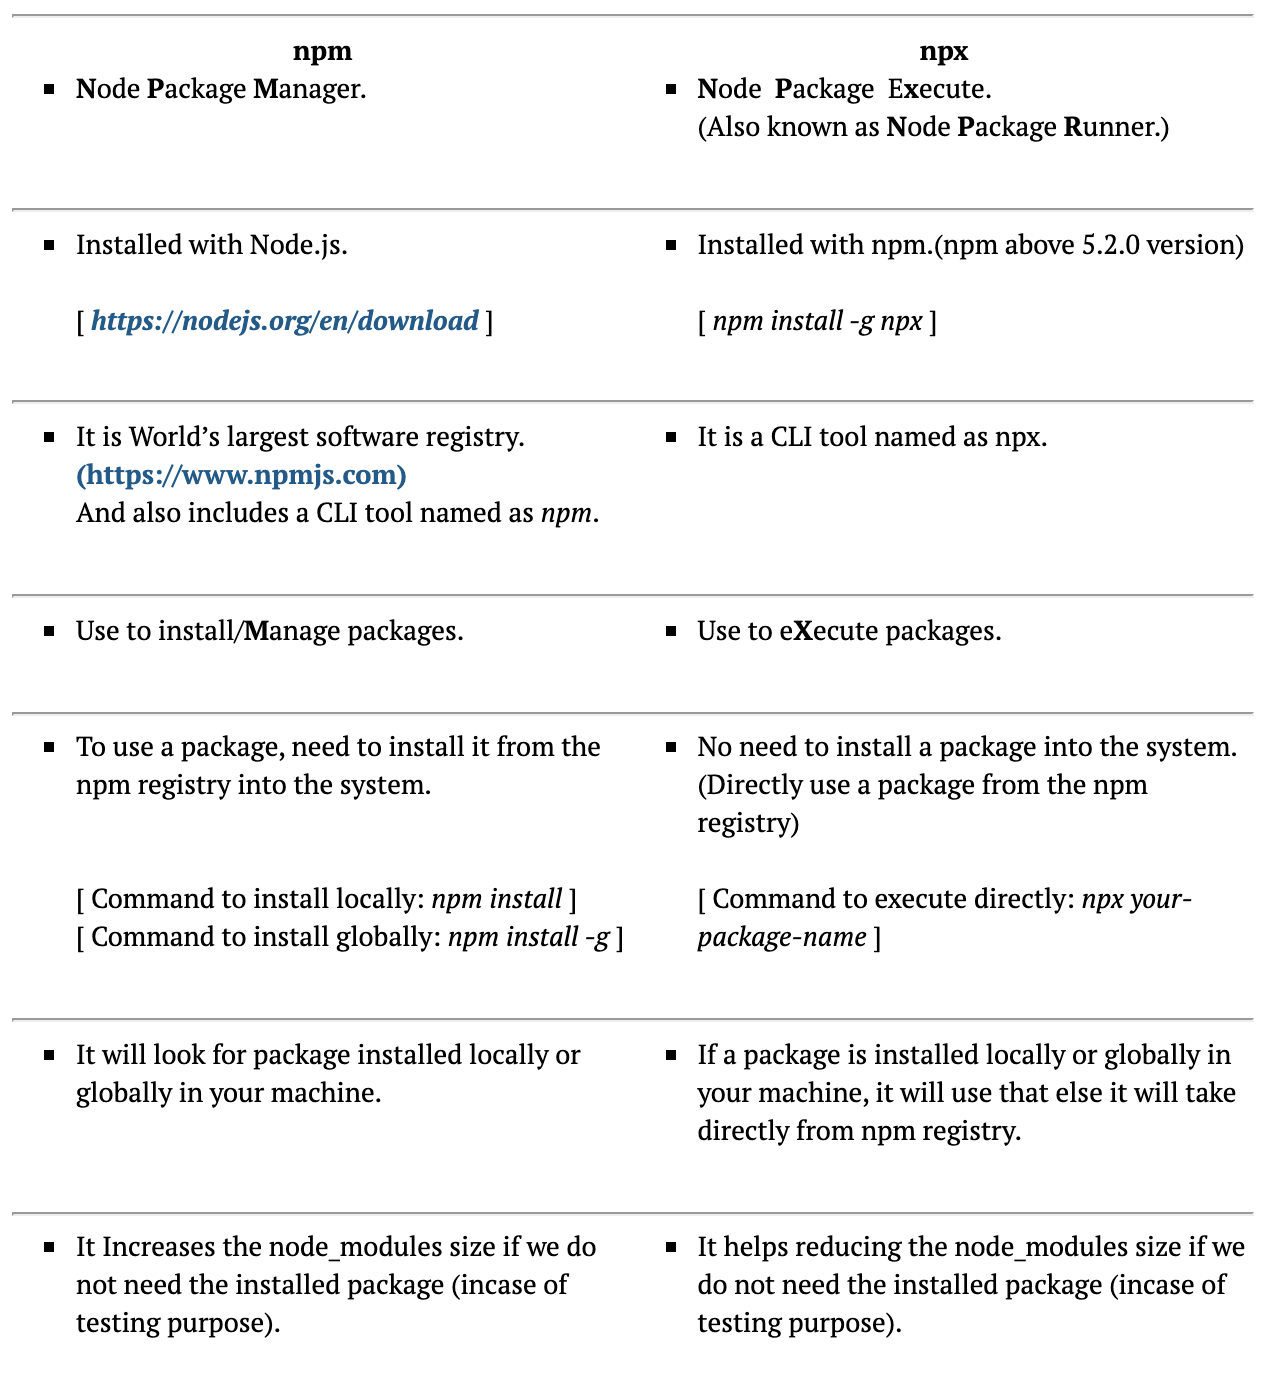 npm
▪ Node Package Manager.
npx
▪ Node Package Execute.
(Also known as Node Package Runner.)
▪ Installed with Node.js.
[ https://nodejs.org/en/download ]
▪ Installed with npm.(npm above 5.2.0 version)
[ npm install -g npx ]
▪ It is World’s largest software registry.
(https://www.npmjs.com)
And also includes a CLI tool named as npm.
▪ It is a CLI tool named as npx.
▪ Use to install/Manage packages.
▪ Use to eXecute packages.
▪ To use a package, need to install it from the
npm registry into the system.
[ Command to install locally: npm install ]
[ Command to install globally: npm install -g ]
▪ No need to install a package into the system.
(Directly use a package from the npm
registry)
[ Command to execute directly: npx your-
package-name ]
▪ It will look for package installed locally or
globally in your machine.
▪ If a package is installed locally or globally in
your machine, it will use that else it will take
directly from npm registry.
▪ It Increases the node_modules size if we do
not need the installed package (incase of
testing purpose).
▪ It helps reducing the node_modules size if we
do not need the installed package (incase of
testing purpose).